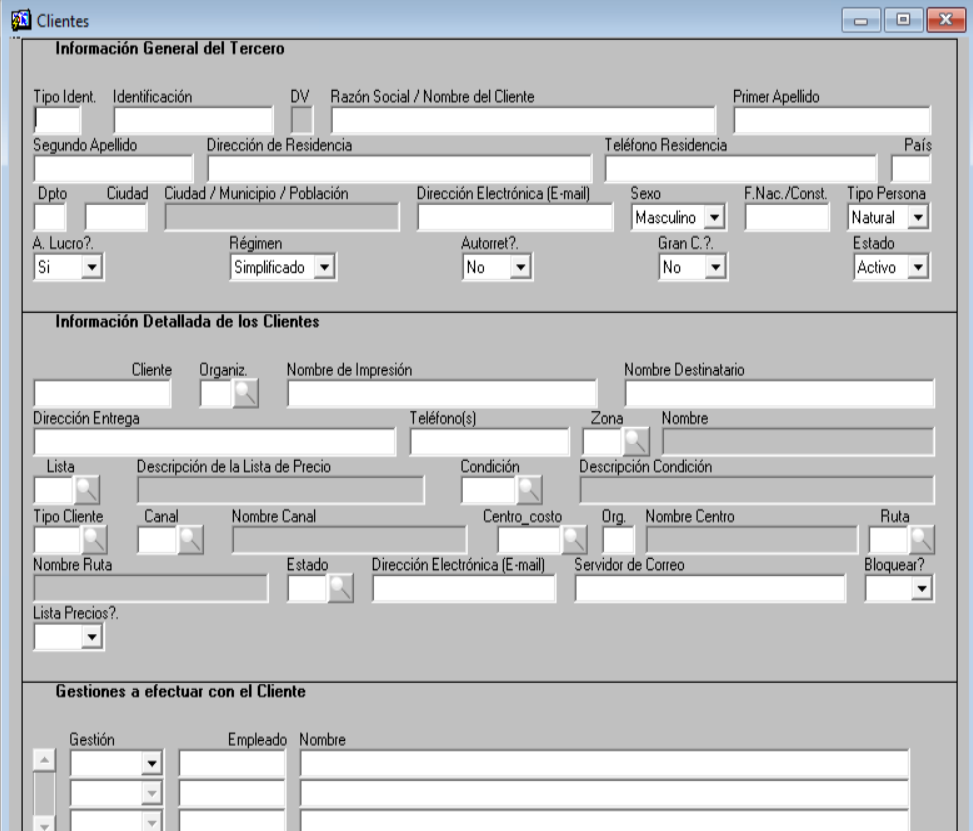 Clientes
Información General del Tercero
Tipo Ident. Identificación DV Razón Social / Nombre del Cliente Primer Apellido
Segundo Apellido Dirección de Residencia Teléfono Residencia País
Dpto Ciudad Ciudad / Municipio / Población Dirección Electrónica (E-mail) Sexo F.Nac./Const. Tipo Persona
Masculino Natural
A. Lucro?. Régimen Autorret?. Gran C.?. Estado
Si Simplificado No No Activo
Información Detallada de los Clientes
Cliente Organiz. Nombre de Impresión Nombre Destinatario
Dirección Entrega Teléfono(s) Zona Nombre
Lista Descripción de la Lista de Precio Condición Descripción Condición
Tipo Cliente Canal Nombre Canal Centro_costo Org. Nombre Centro Ruta
Nombre Ruta Estado Dirección Electrónica (E-mail) Servidor de Correo Bloquear?
Lista Precios?.
Gestiones a efectuar con el Cliente
Gestión Empleado Nombre